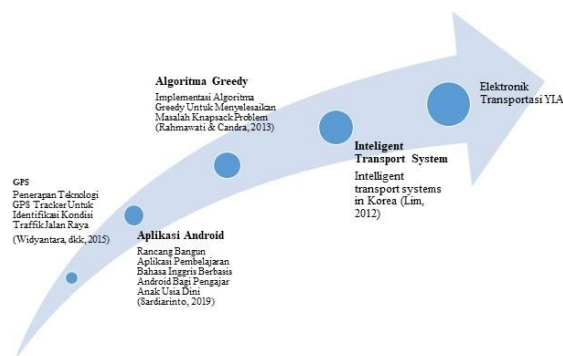 GPS
Penerapan Teknologi
GPS Tracker Untuk
Identifikasi Kondisi
Traffik Jalan Raya
(Widyantara, dkk, 2015)
Aplikasi Android
Rancang Bangun
Aplikasi Pembelajaran
Bahasa Inggris Berbasis
Android Bagi Pengajar
Anak Usia Dini
(Sardiarinto, 2019)
Algoritma Greedy
Implementasi Algoritma
Greedy Untuk Menyelesaikan
Masalah Knapsack Problem
(Rahmawati & Candra, 2013)
Inteligent
Transport System
Intelligent
transport systems
in Korea (Lim,
2012)
Elektronik
Transportasi YIA